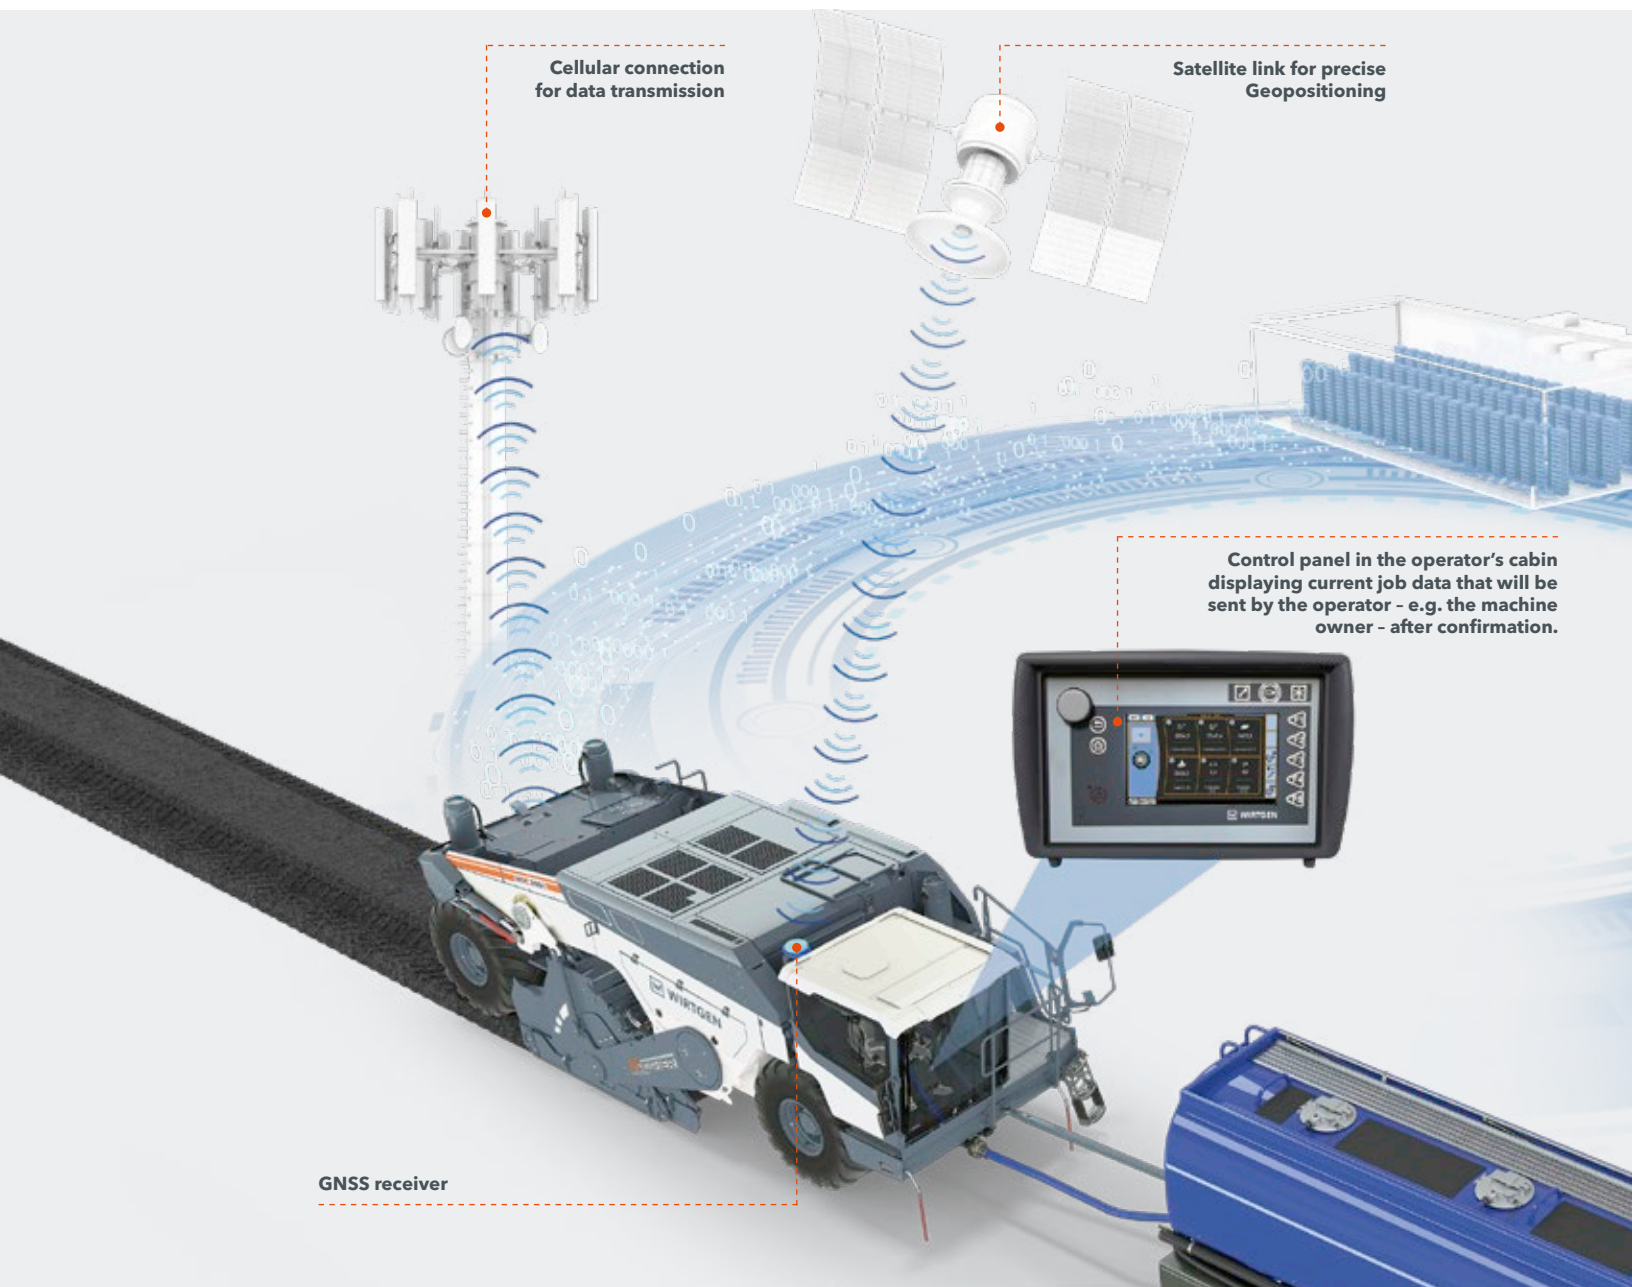 Cellular connection
for data transmission
Satellite link for precise
Geopositioning
Control panel in the operator’s cabin
displaying current job data that will be
sent by the operator – e.g. the machine
owner – after confirmation.
WIRTGEN
WIRTGEN
GNSS receiver